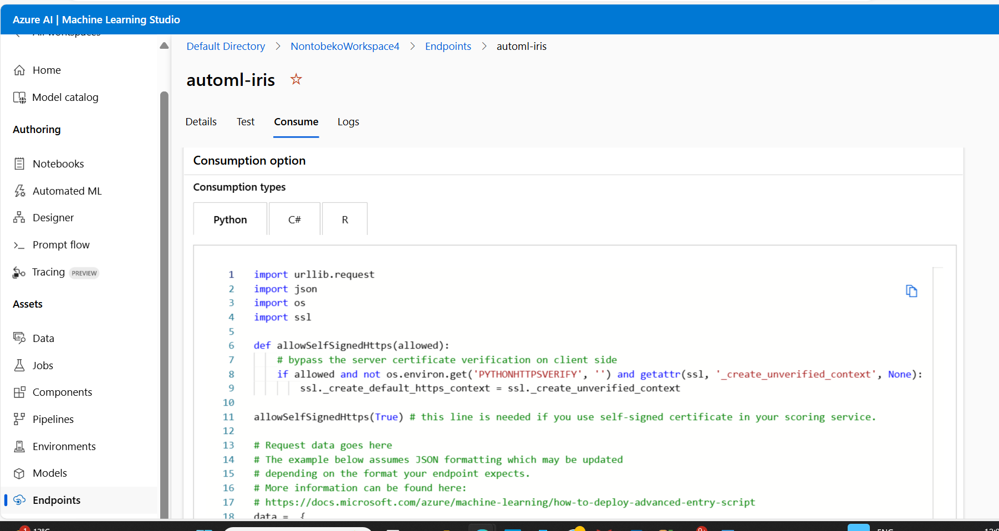 Azure AI | Machine Learning Studio
All workspaces
Home
Model catalog
Authoring
Notebooks
Automated ML
Designer
Prompt flow
Tracing PREVIEW
Assets
Data
Jobs
Components
Pipelines
Environments
Models
Endpoints
Default Directory > NontobekoWorkspace4 > Endpoints > automl-iris
automl-iris
Details Test Consume Logs
Consumption option
Consumption types
Python C# R
1 import urllib.request
2 import json
3 import os
4 import ssl
5
6 def allowSelfSignedHttps(allowed):
7 # bypass the server certificate verification on client side
8 if allowed and not os.environ.get('PYTHONHTTPSVERIFY', '') and getattr(ssl, '_create_unverified_context', None):
9 ssl._create_default_https_context = ssl._create_unverified_context
10
11 allowSelfSignedHttps(True) # this line is needed if you use self-signed certificate in your scoring service.
12
13 # Request data goes here
14 # The example below assumes JSON formatting which may be updated
15 # depending on the format your endpoint expects.
16 # More information can be found here:
17 # https://docs.microsoft.com/azure/machine-learning/how-to-deploy-advanced-entry-script
18 data = {
1
ENG